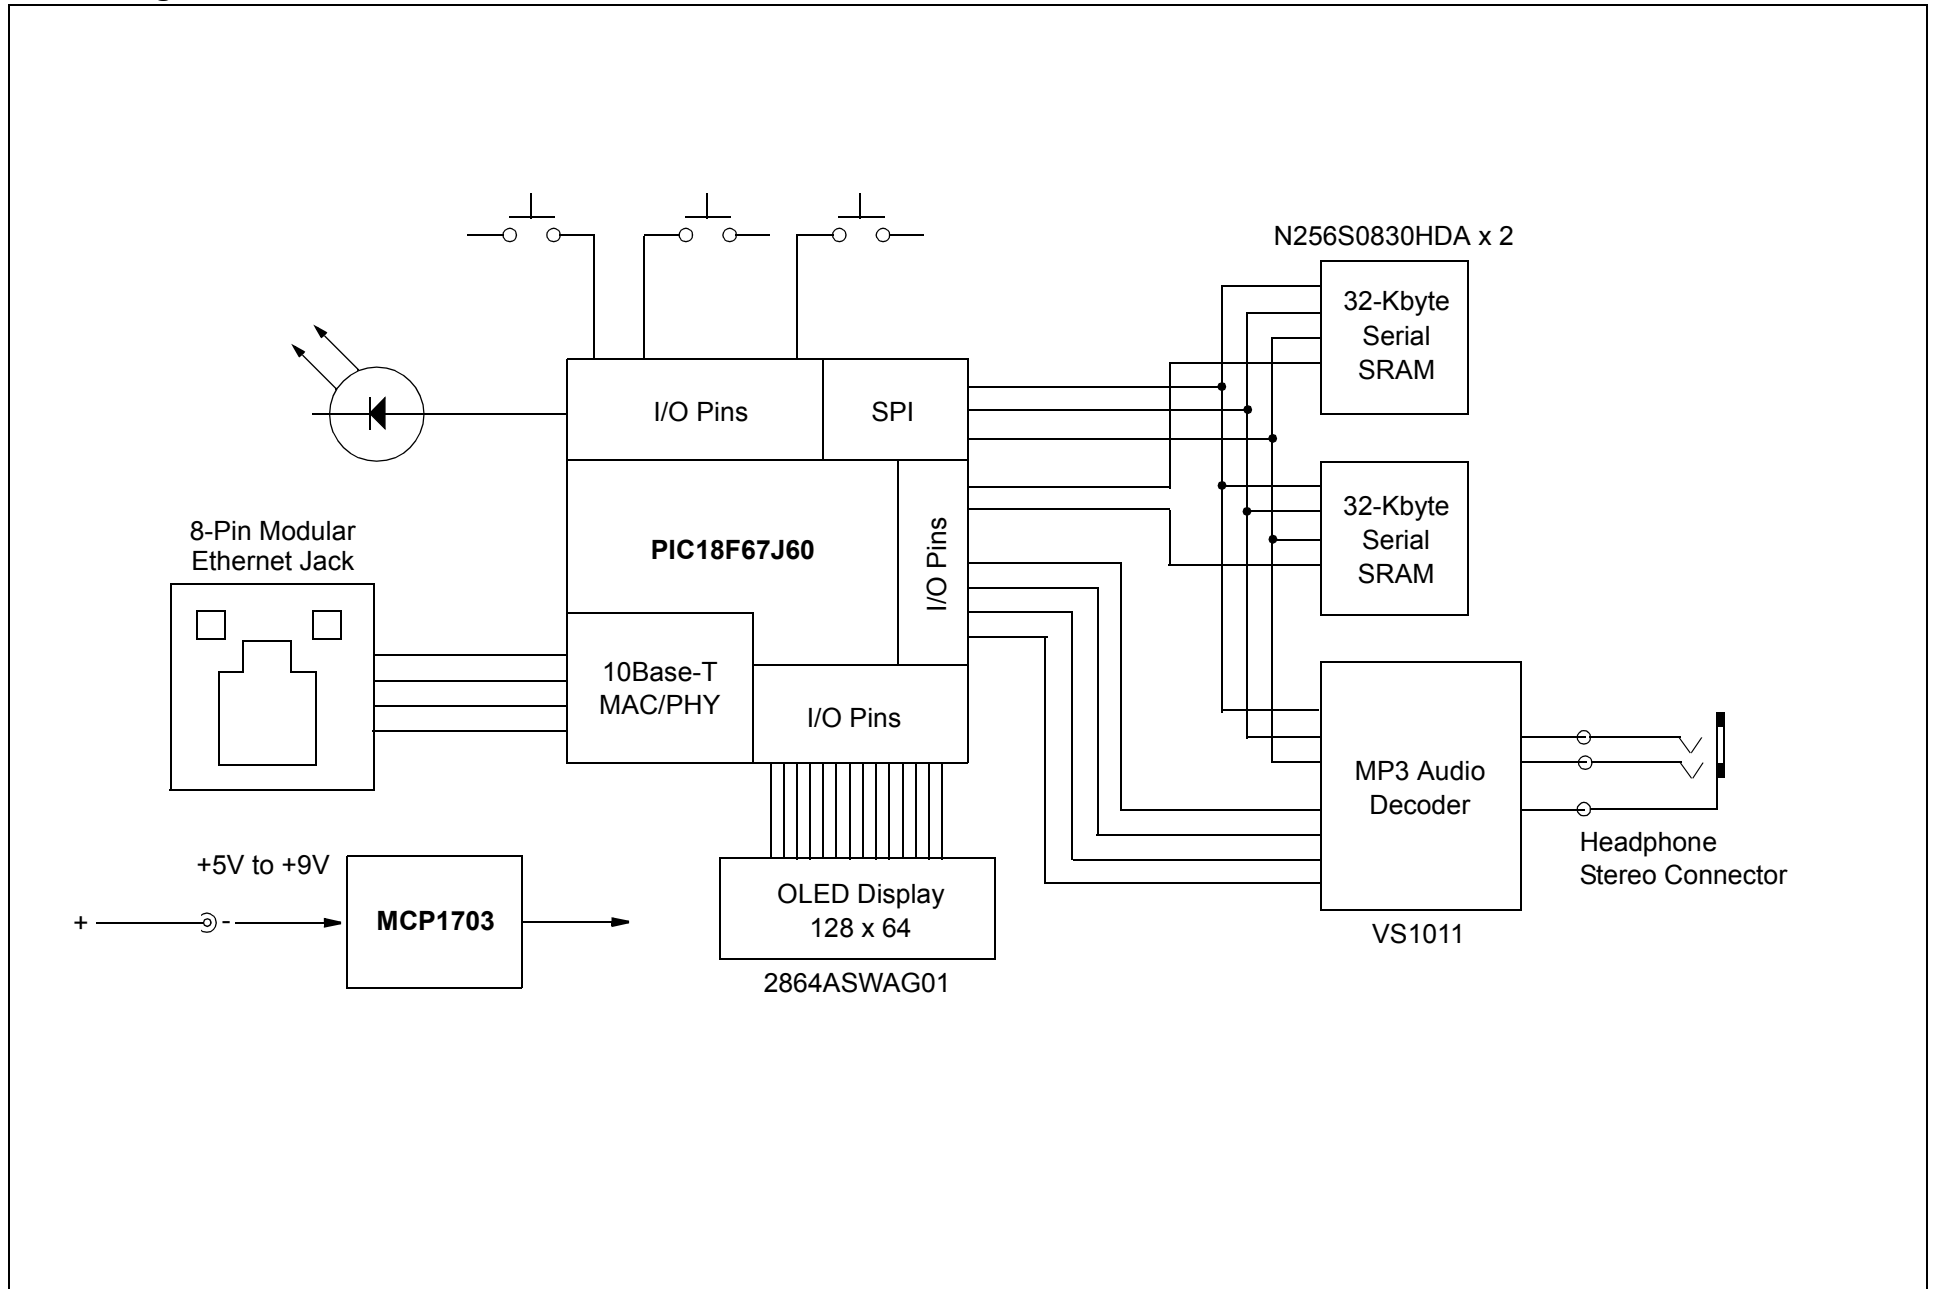 N256S0830HDA x 2
32-Kbyte
Serial
SRAM
I/O Pins
SPI
32-Kbyte
Serial
SRAM
I/O Pins
PIC18F67J60
8-Pin Modular
Ethernet Jack
10Base-T
MAC/PHY
I/O Pins
MP3 Audio
Decoder
Headphone
Stereo Connector
VS1011
+5V to +9V
+
-
MCP1703
OLED Display
128 x 64
2864ASWAG01